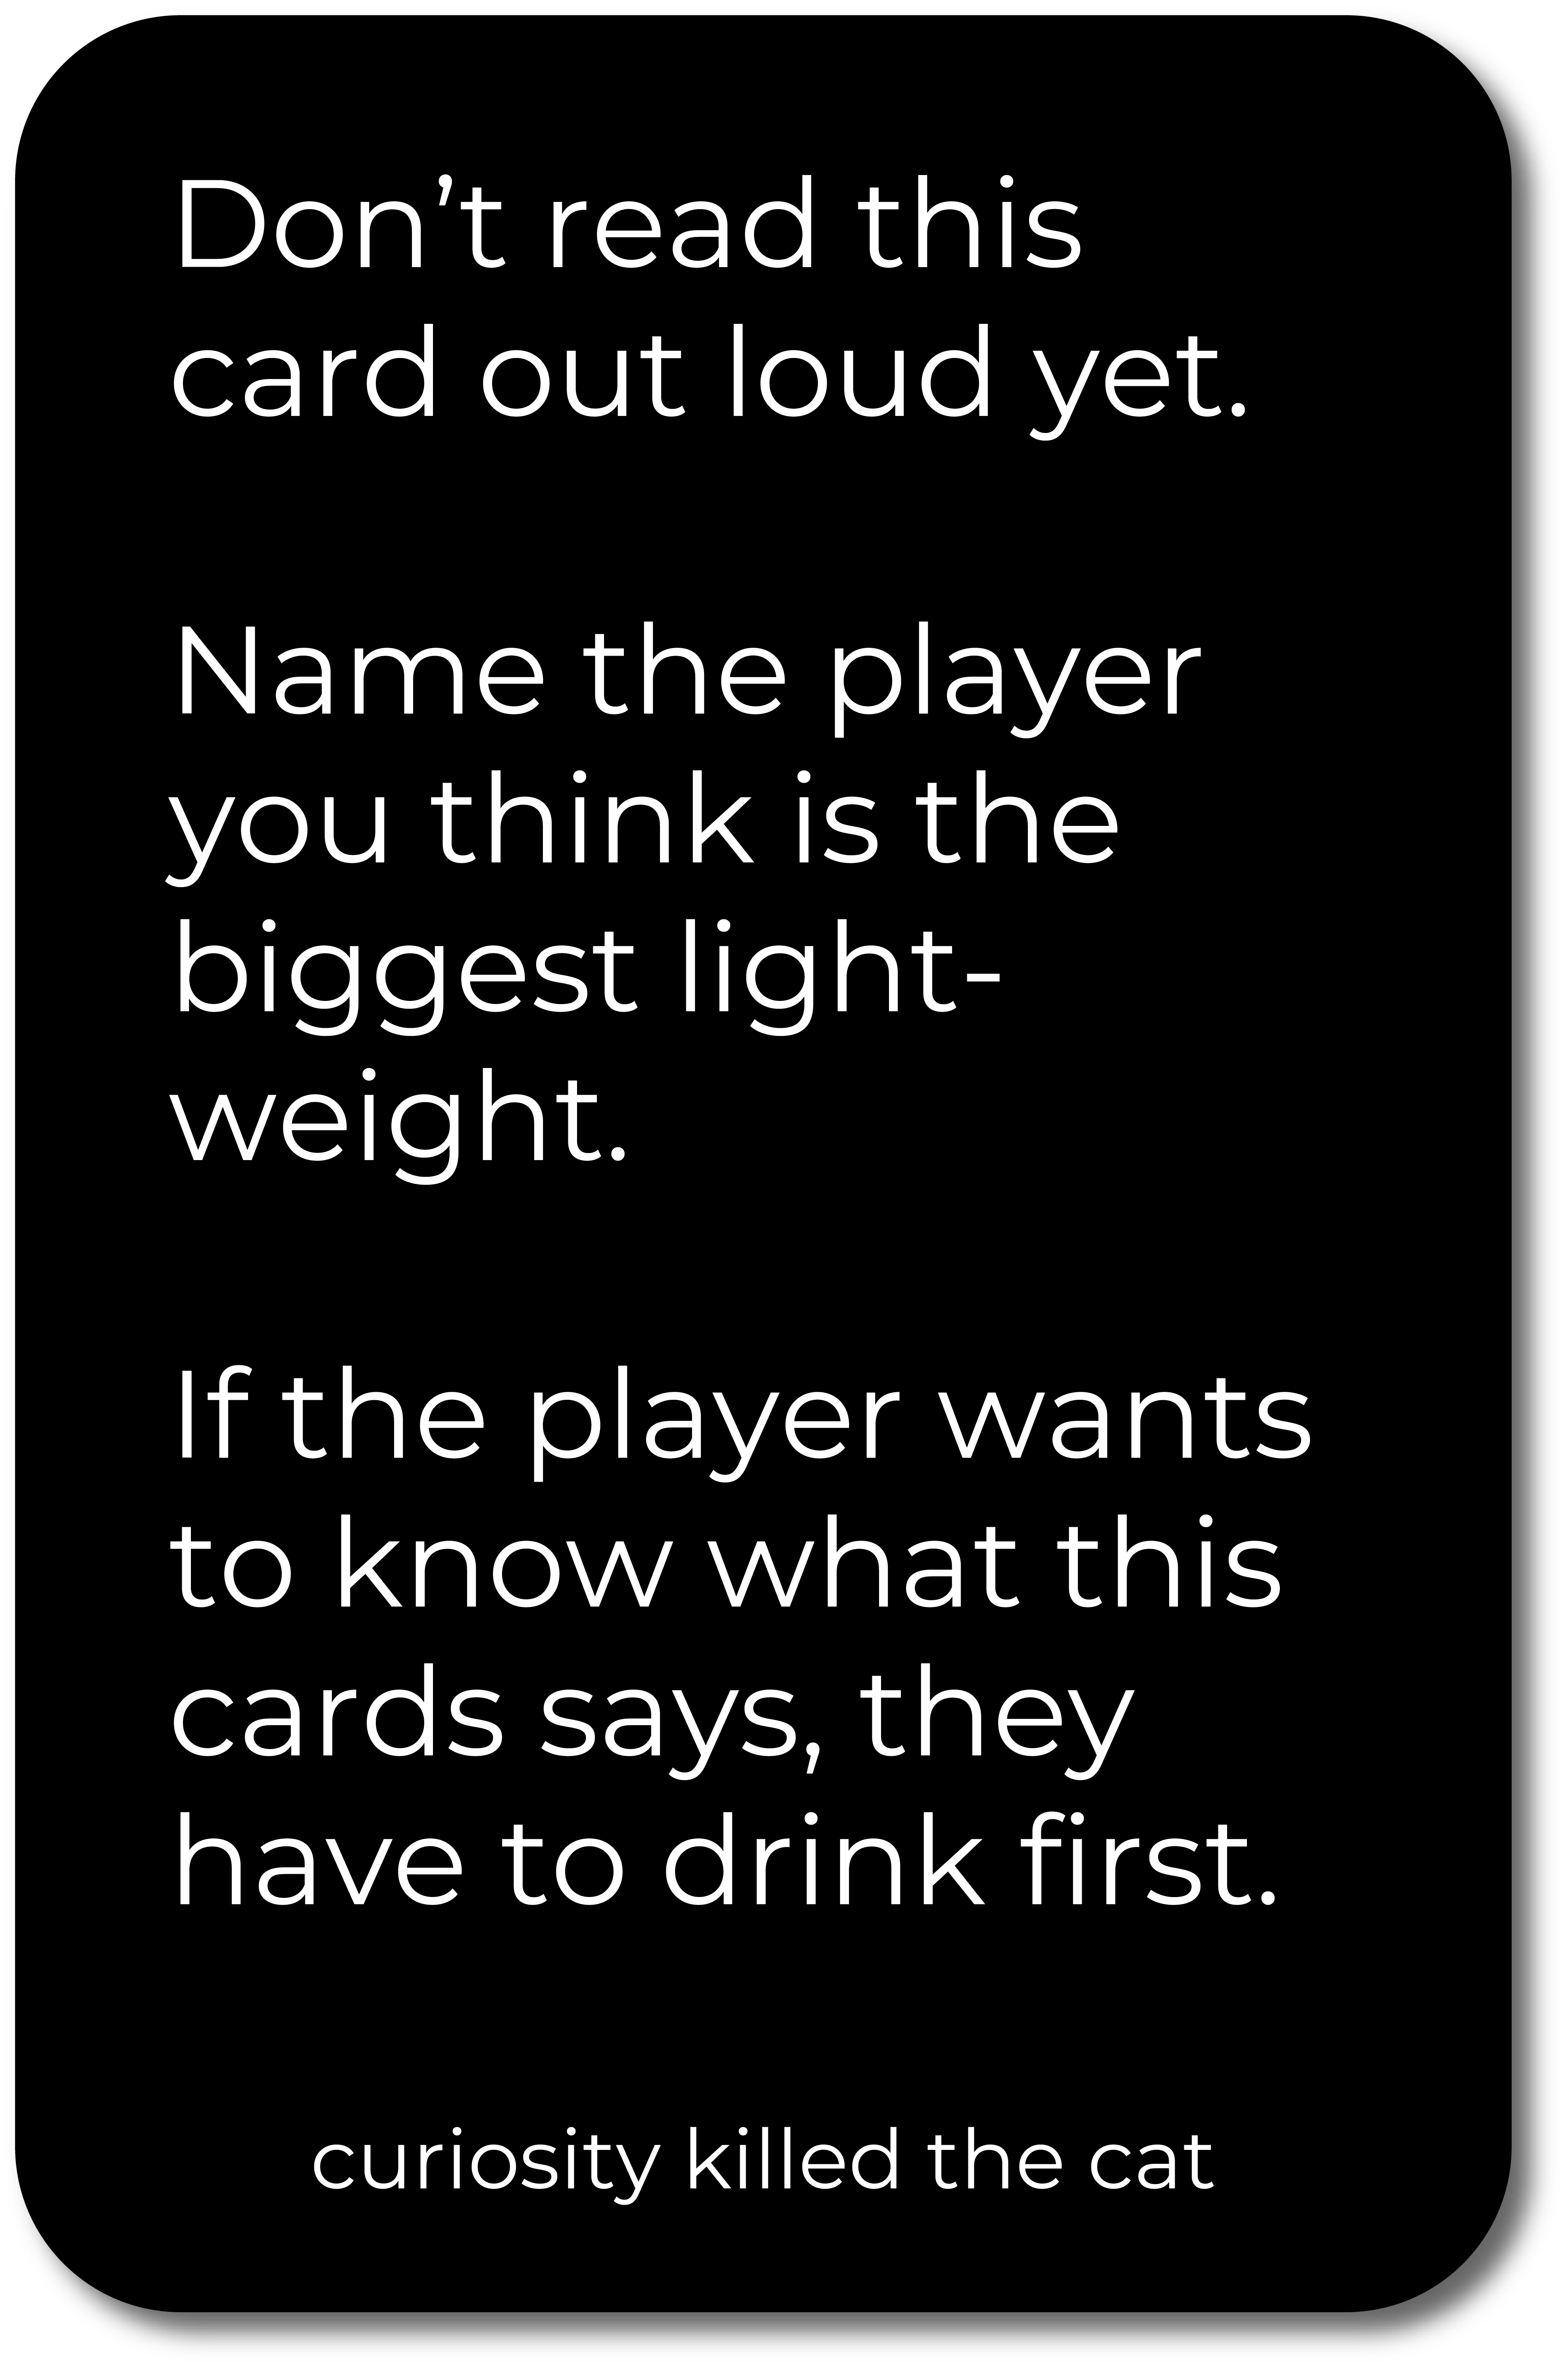 Don’t read this
card out loud yet.
Name the player
you think is the
biggest light-
weight.
If the player wants
to know what this
cards says, they
have to drink first.
curiosity killed the cat